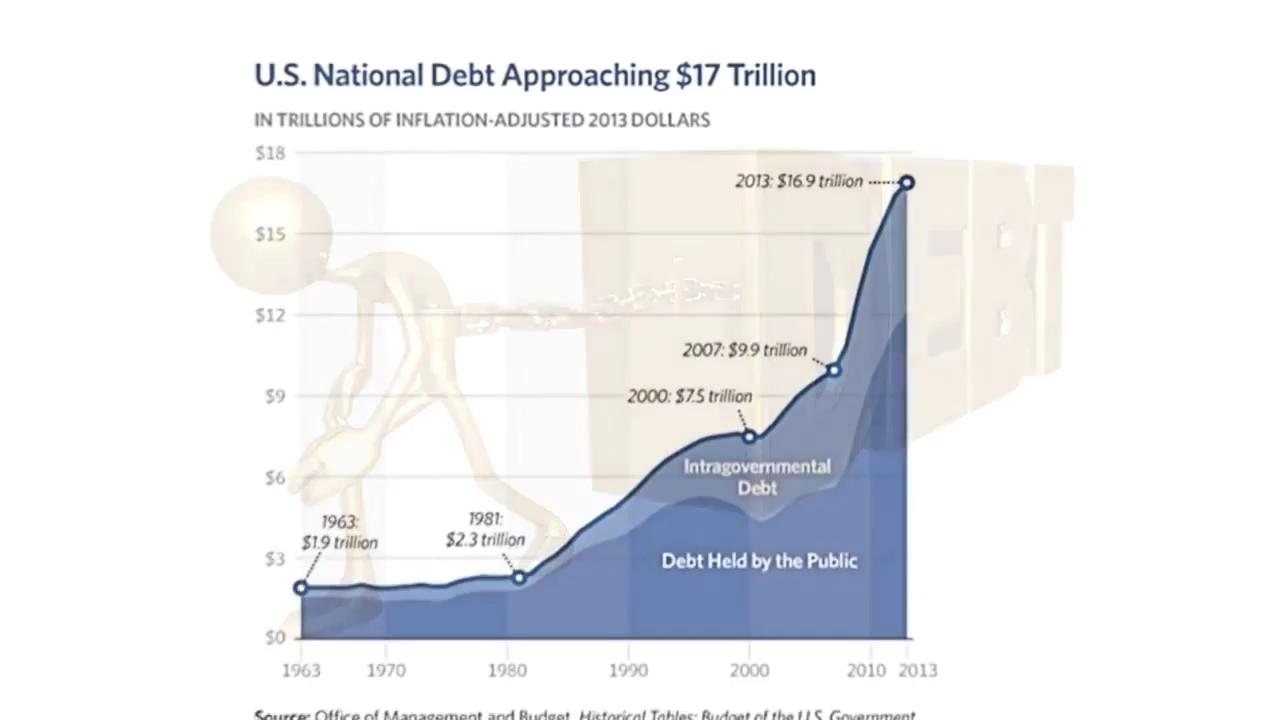 U.S. National Debt Approaching $17 Trillion
IN TRILLIONS OF INFLATION-ADJUSTED 2013 DOLLARS
$18
2013: $16.9 trillion
$15
$12
2007: $9.9 trillion
$9
2000: $7.5 trillion
Intragovernmental
Debt
$6
1963:
$1.9 trillion
1981:
$2.3 trillion
$3
Debt Held by the Public
$0
1963 1970 1980 1990 2000 2010 2013
Source: Office of Management and Budget, Historical Tables: Budget of the U.S. Government
DEBT